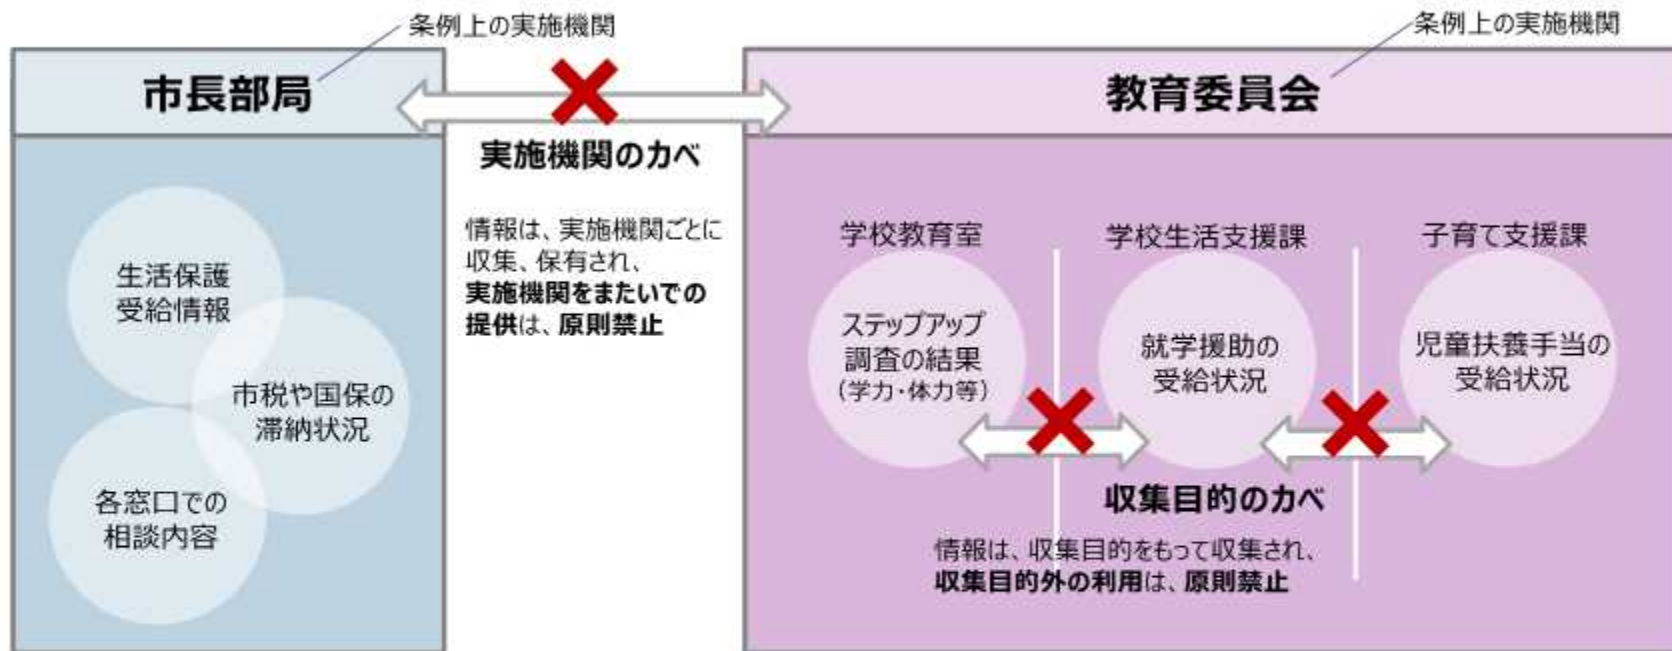 条例上の実施機関
条例上の実施機関
市長部局
教育委員会
実施機関のカベ
情報は、実施機関ごとに
収集、保有され、
実施機関をまたいでの
提供は、原則禁止
生活保護
受給情報
市税や国保の
滞納状況
各窓口での
相談内容
学校教育室
学校生活支援課
子育て支援課
ステップアップ
調査の結果
（学力・体力等）
就学援助の
受給状況
児童扶養手当の
受給状況
収集目的のカベ
情報は、収集目的をもって収集され、
収集目的外の利用は、原則禁止